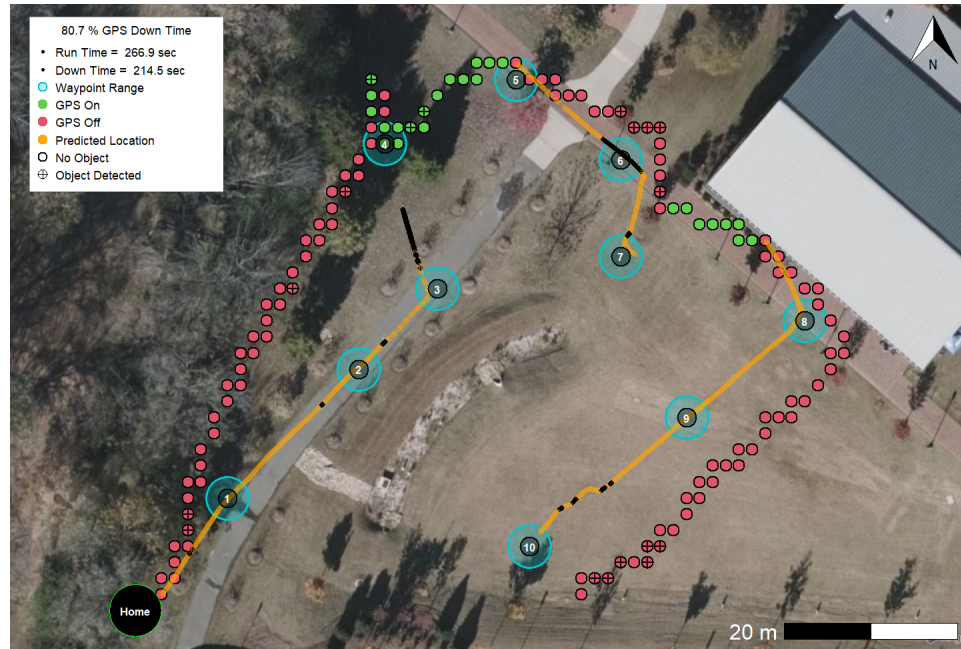 80.7 % GPS Down Time
Run Time = 266.9 sec
Down Time = 214.5 sec
Waypoint Range
GPS On
GPS Off
Predicted Location
No Object
Object Detected
N
5
4
6
7
3
8
2
9
1
10
Home
20 m